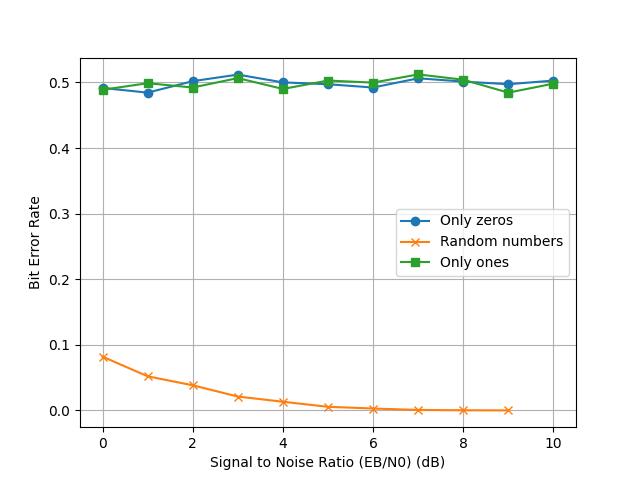 0.5
0.4
0.3
0.2
0.1
0.0
Bit Error Rate
Only zeros
Random numbers
Only ones
0 2 4 6 8 10
Signal to Noise Ratio (EB/N0) (dB)